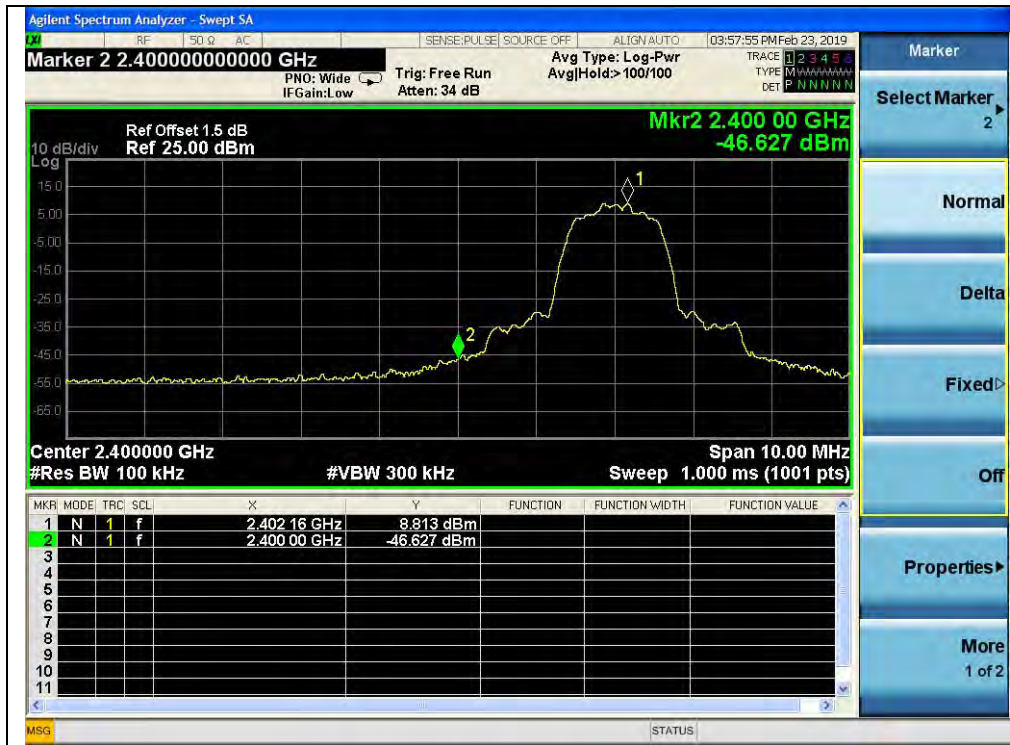 Agilent Spectrum Analyzer - Swept SA
LXI RF 50 Ω AC SENSE:PULSE SOURCE OFF ALIGN AUTO 03:57:55 PM Feb 23, 2019
Marker 2 2.400000000000 GHz
PNO: Wide
IFGain:Low
Trig: Free Run
Atten: 34 dB
Avg Type: Log-Pwr
Avg|Hold:>100/100
TRACE 1 2 3 4 5 6
TYPE M
DET P N N N N N
Mkr2 2.400 00 GHz
-46.627 dBm
Ref Offset 1.5 dB
10 dB/div Ref 25.00 dBm
Log
15.0
5.00
-5.00
-15.0
-25.0
-35.0
-45.0
-55.0
-65.0
1
2
Center 2.400000 GHz Span 10.00 MHz
#Res BW 100 kHz #VBW 300 kHz Sweep 1.000 ms (1001 pts)
MKR MODE TRC SCL X Y FUNCTION FUNCTION WIDTH FUNCTION VALUE
1 N 1 f 2.402 16 GHz 8.813 dBm
2 N 1 f 2.400 00 GHz -46.627 dBm
3
4
5
6
7
8
9
10
11
MSG STATUS
Marker
Select Marker
2
Normal
Delta
Fixed
Off
Properties
More
1 of 2